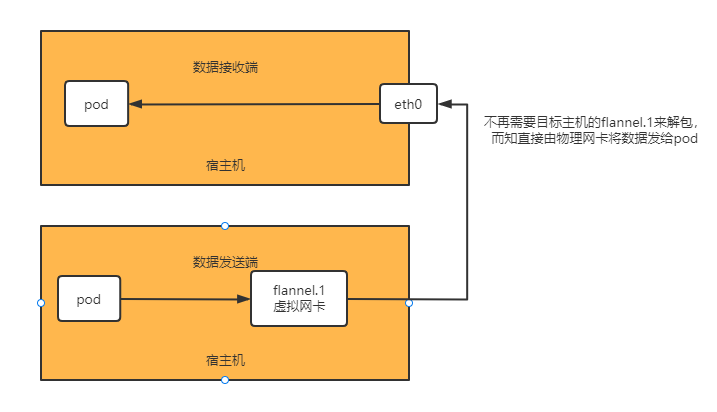 数据接收端
pod
eth0
宿主机
不再需要目标主机的flannel.1来解包，
而知直接由物理网卡将数据发给pod
数据发送端
pod
flannel.1
虚拟网卡
宿主机